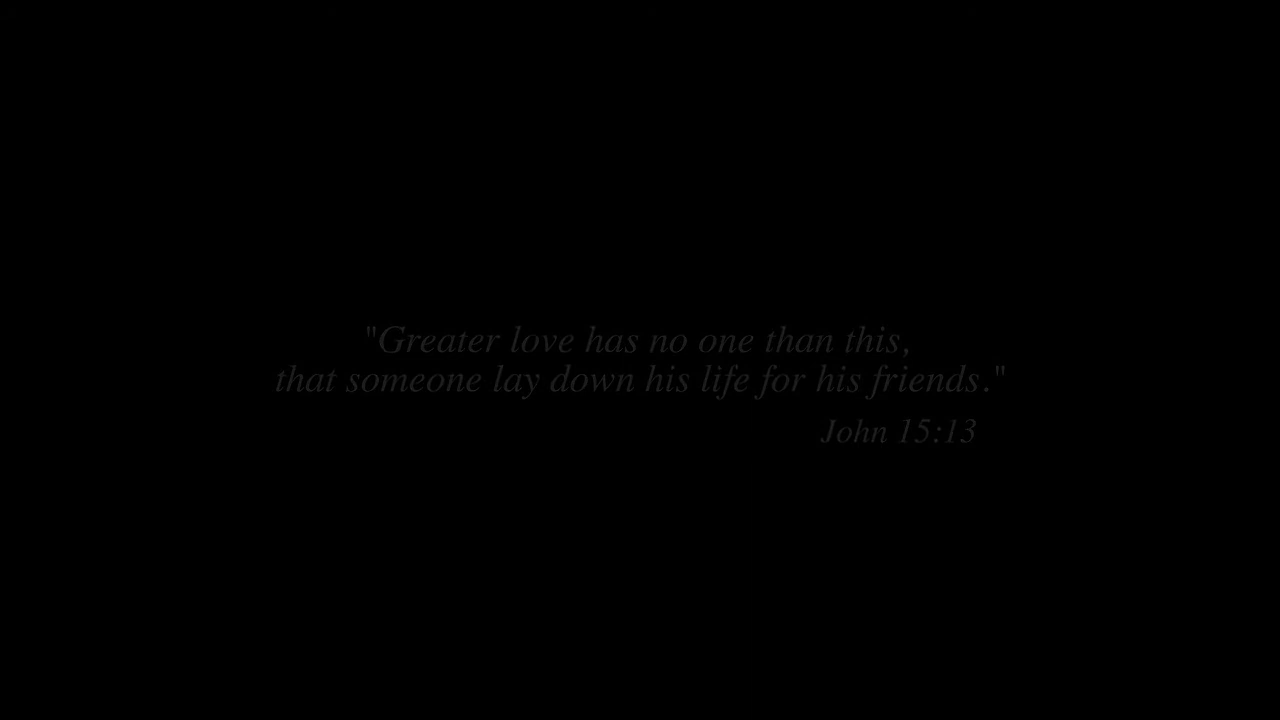 "Greater love has no one than this,
that someone lay down his life for his friends."
John 15:13